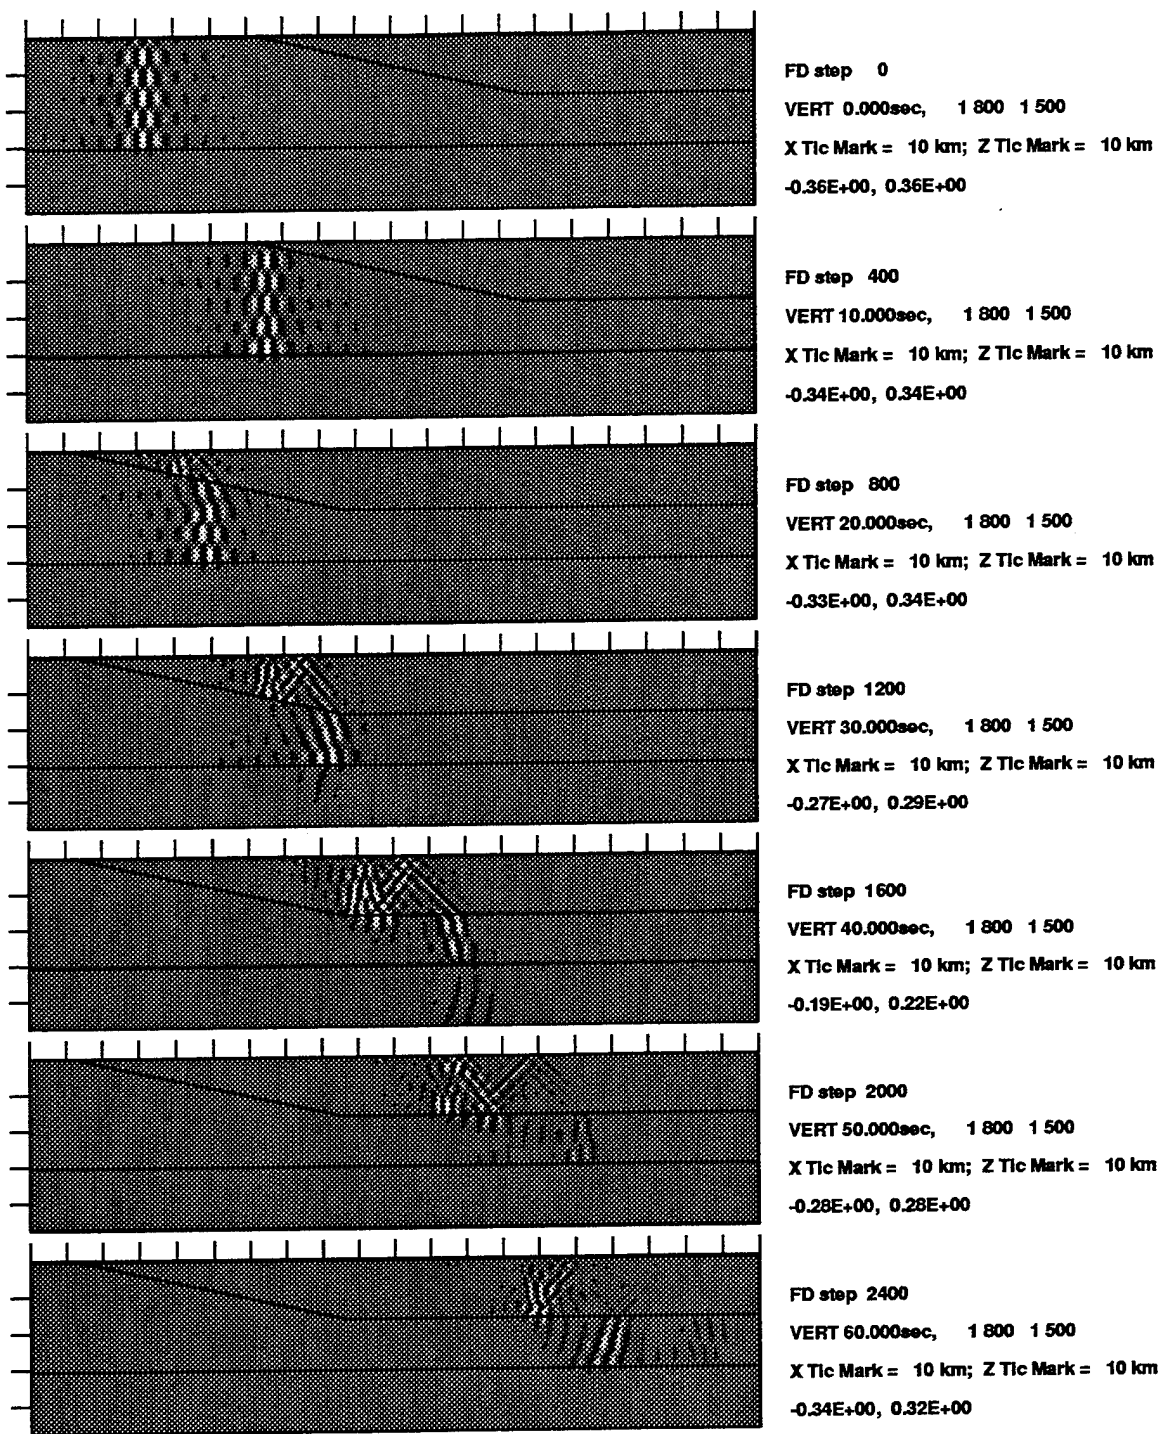 FD step 0
VERT 0.000sec, 1 800 1 500
X Tic Mark = 10 km; Z Tic Mark = 10 km
-0.36E+00, 0.36E+00
FD step 400
VERT 10.000sec, 1 800 1 500
X Tic Mark = 10 km; Z Tic Mark = 10 km
-0.34E+00, 0.34E+00
FD step 800
VERT 20.000sec, 1 800 1 500
X Tic Mark = 10 km; Z Tic Mark = 10 km
-0.33E+00, 0.34E+00
FD step 1200
VERT 30.000sec, 1 800 1 500
X Tic Mark = 10 km; Z Tic Mark = 10 km
-0.27E+00, 0.29E+00
FD step 1600
VERT 40.000sec, 1 800 1 500
X Tic Mark = 10 km; Z Tic Mark = 10 km
-0.19E+00, 0.22E+00
FD step 2000
VERT 50.000sec, 1 800 1 500
X Tic Mark = 10 km; Z Tic Mark = 10 km
-0.28E+00, 0.28E+00
FD step 2400
VERT 60.000sec, 1 800 1 500
X Tic Mark = 10 km; Z Tic Mark = 10 km
-0.34E+00, 0.32E+00